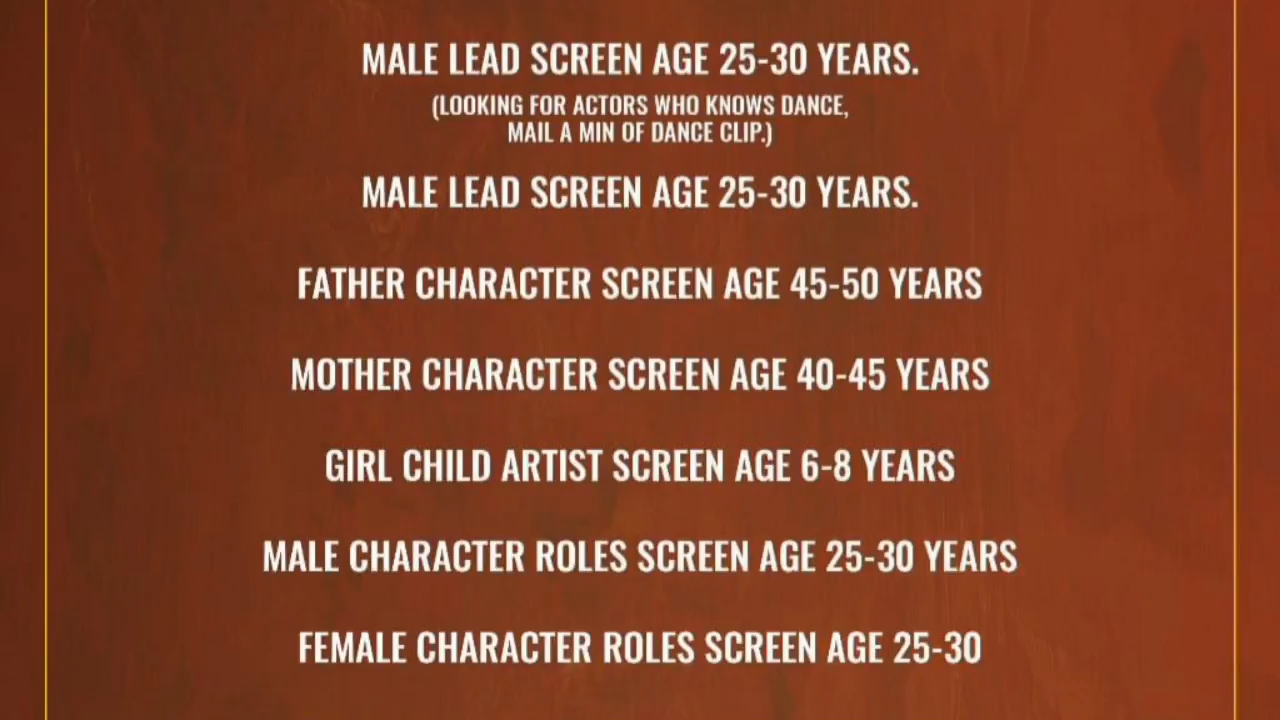 MALE LEAD SCREEN AGE 25-30 YEARS.
(LOOKING FOR ACTORS WHO KNOWS DANCE,
MAIL A MIN OF DANCE CLIP.)
MALE LEAD SCREEN AGE 25-30 YEARS.
FATHER CHARACTER SCREEN AGE 45-50 YEARS
MOTHER CHARACTER SCREEN AGE 40-45 YEARS
GIRL CHILD ARTIST SCREEN AGE 6-8 YEARS
MALE CHARACTER ROLES SCREEN AGE 25-30 YEARS
FEMALE CHARACTER ROLES SCREEN AGE 25-30